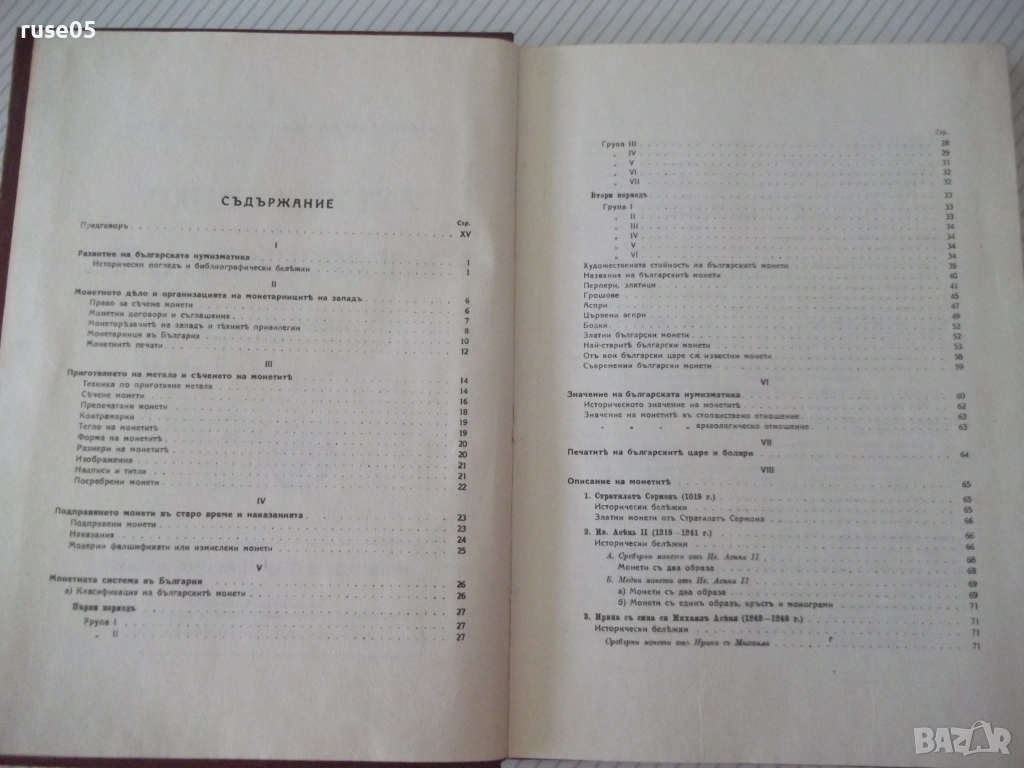 ruse05
СЪДЪРЖАНИЕ
Стр.
Предговоръ XV
I
Развитие на българската нумизматика 1
Исторически погледъ и библиографически бележки 1
II
Монетното дѣло и организацията на монетарницитѣ на западъ 6
Право за сѣчене монети 6
Монетни договори и съглашения 7
Монеторѣзачитѣ на западъ и тѣхнитѣ привилегии 8
Монетарници въ България 10
Монетнитѣ печати 12
III
Приготвянето на метала и сѣченето на монетитѣ 14
Техника по приготвяне метала 14
Сѣчене монети 16
Препечатани монети 18
Контрамарки 19
Тегло на монетитѣ 19
Форма на монетитѣ 20
Размери на монетитѣ 20
Изображения 21
Надписи и титли 21
Посребрени монети 22
IV
Подправянето монети въ старо време и наказанията 23
Подправени монети 23
Наказания 24
Модерни фалшификати или измислени монети 25
V
Монетната система въ България 26
а) Класификация на българскитѣ монети 26
Първи периодъ 27
Група I 27
„ II 27
Стр.
Група III 28
„ IV 29
„ V 31
„ VI 32
„ VII 32
Втори периодъ 33
Група I 33
„ II 33
„ III 34
„ IV 34
„ V 34
„ VI 34
Художествената стойность на българскитѣ монети 35
Названия на българскитѣ монети 40
Перпери, златици 41
Грошове 45
Аспри 47
Цървени аспри 49
Бодки 52
Златни български монети 52
Най-старитѣ български монети 53
Отъ кои български царе сѫ известни монети 58
Съвременни български монети 59
VI
Значение на българската нумизматика 60
Историческото значение на монетитѣ 62
Значение на монетитѣ въ стопанствено отношение 63
„ „ „ „ археологическо отношение 63
VII
Печатитѣ на българскитѣ царе и боляри 64
VIII
Описание на монетитѣ 65
1. Стратилатъ Сермонъ (1019 г.) 65
Исторически бележки 65
Златни монети отъ Стратилатъ Сермона 66
2. Ив. Асѣнь II (1218–1241 г.) 66
Исторически бележки 66
А. Сребърни монети отъ Ив. Асѣня II 68
Монети съ два образа 68
Б. Медни монети отъ Ив. Асѣня II 69
а) Монети съ два образа 69
б) Монети съ единъ образъ, кръстъ и монограми 71
3. Ирина съ сина си Михаилъ Асѣня (1242—1246 г.) 71
Исторически бележки 71
Сребърни монети отъ Ирина съ Михаила 71
BAZAR